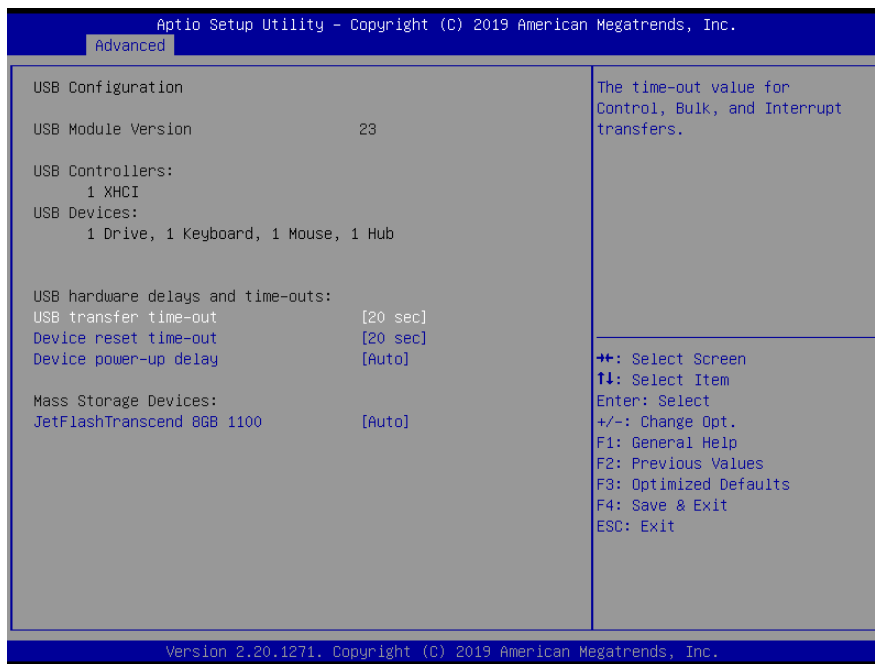 Aptio Setup Utility – Copyright (C) 2019 American Megatrends, Inc.
Advanced
USB Configuration
USB Module Version 23
USB Controllers:
1 XHCI
USB Devices:
1 Drive, 1 Keyboard, 1 Mouse, 1 Hub
USB hardware delays and time-outs:
USB transfer time-out [20 sec]
Device reset time-out [20 sec]
Device power-up delay [Auto]
Mass Storage Devices:
JetFlashTranscend 8GB 1100 [Auto]
The time-out value for
Control, Bulk, and Interrupt
transfers.
→←: Select Screen
↑↓: Select Item
Enter: Select
+/-: Change Opt.
F1: General Help
F2: Previous Values
F3: Optimized Defaults
F4: Save & Exit
ESC: Exit
Version 2.20.1271. Copyright (C) 2019 American Megatrends, Inc.